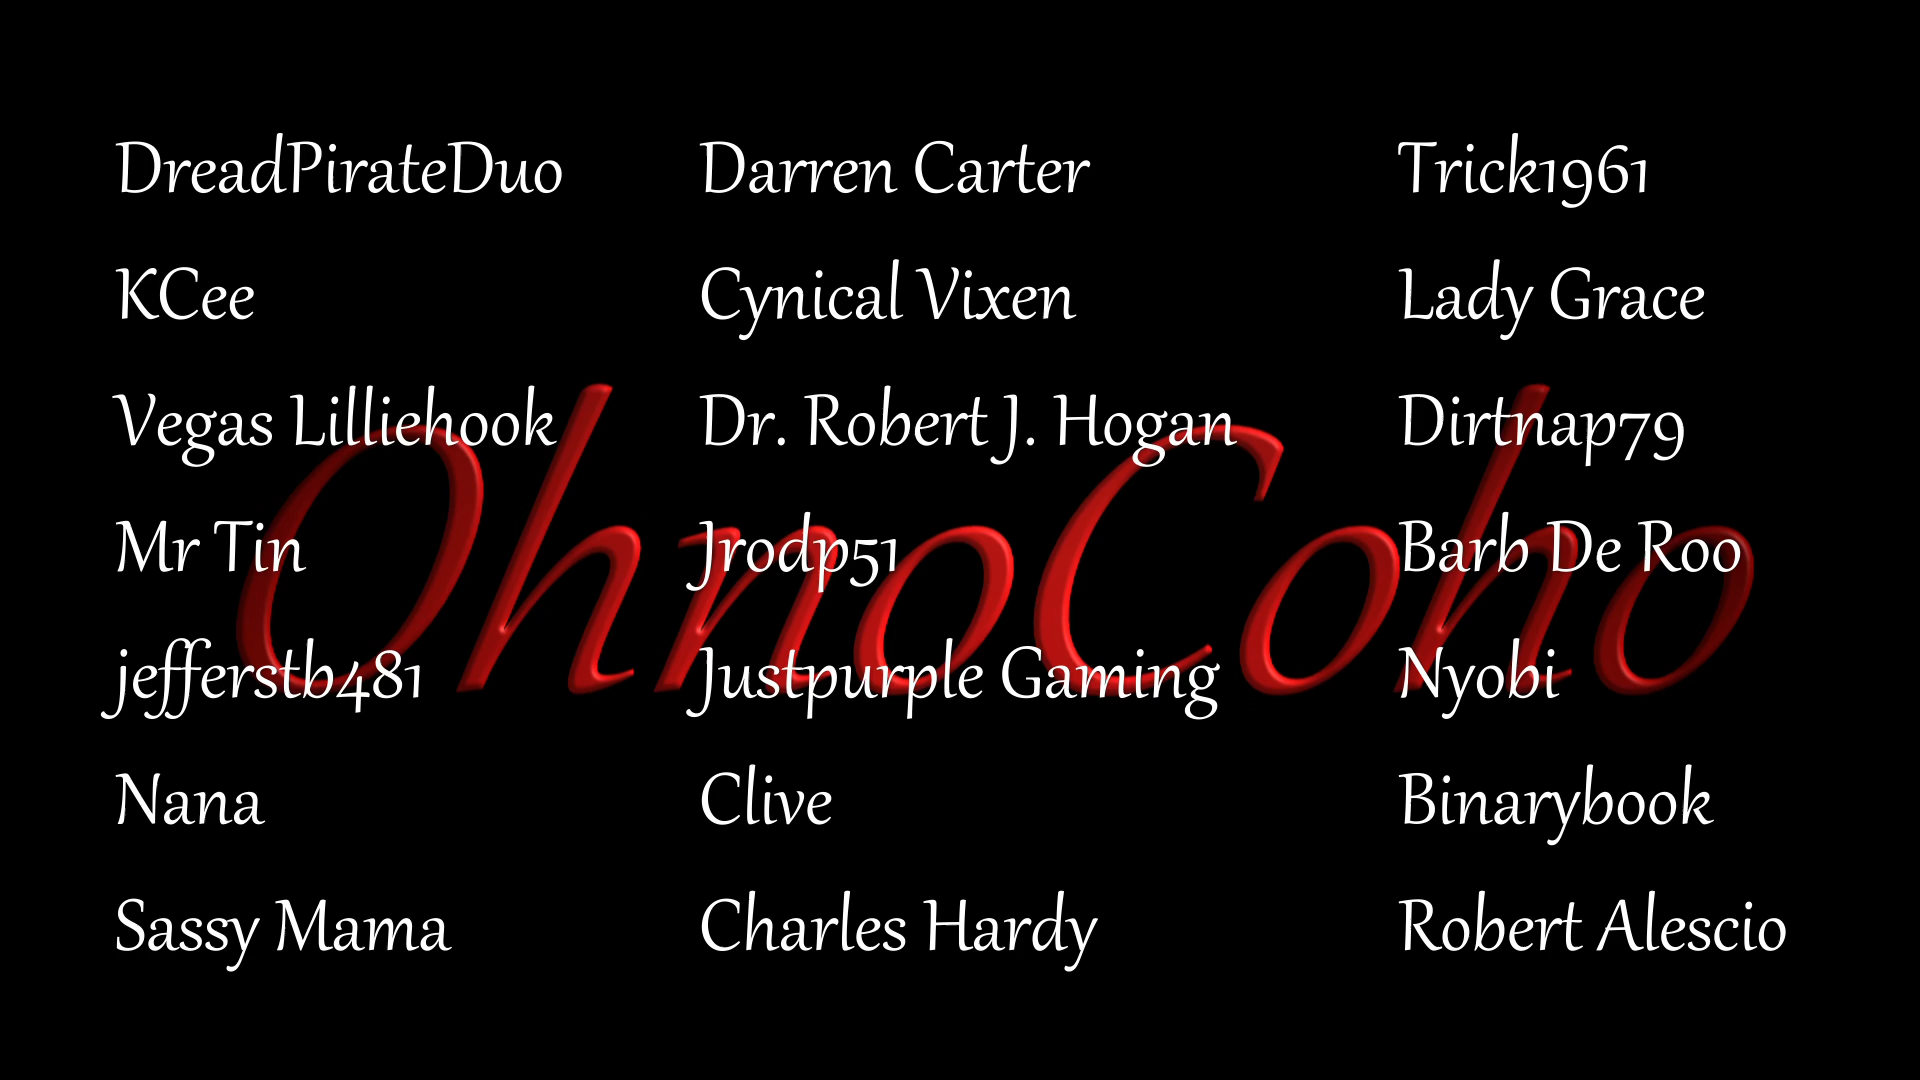 DreadPirateDuo
KCee
Vegas Lilliehook
Mr Tin
jefferstb481
Nana
Sassy Mama
Darren Carter
Cynical Vixen
Dr. Robert J. Hogan
Jrodp51
Justpurple Gaming
Clive
Charles Hardy
Trick1961
Lady Grace
Dirtnap79
Barb De Roo
Nyobi
Binarybook
Robert Alescio
OhnoCoho